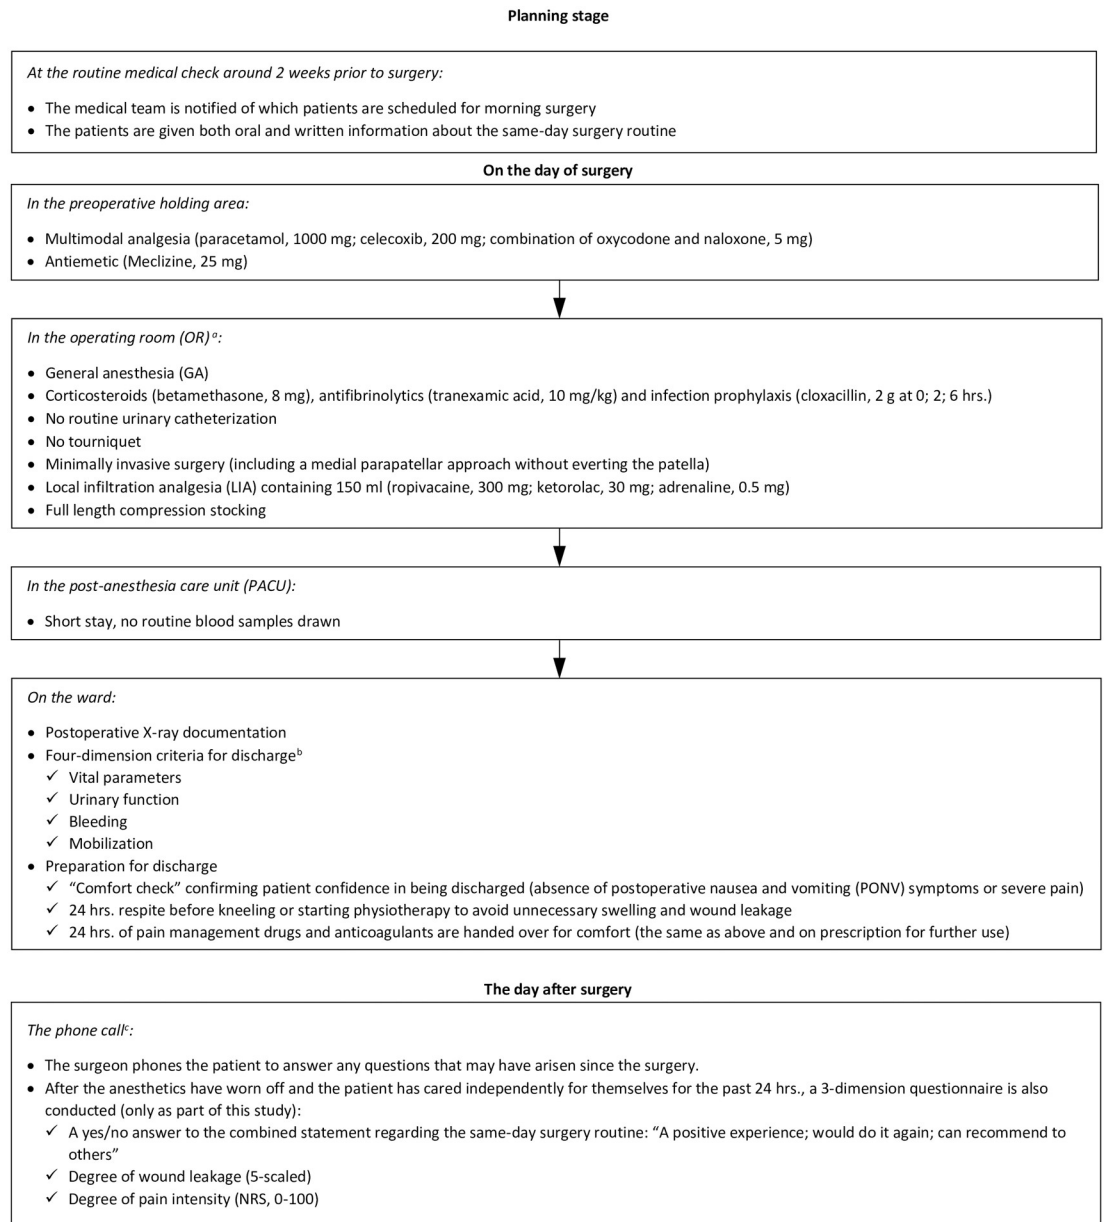 Planning stage
At the routine medical check around 2 weeks prior to surgery:
• The medical team is notified of which patients are scheduled for morning surgery
• The patients are given both oral and written information about the same-day surgery routine
On the day of surgery
In the preoperative holding area:
• Multimodal analgesia (paracetamol, 1000 mg; celecoxib, 200 mg; combination of oxycodone and naloxone, 5 mg)
• Antiemetic (Meclizine, 25 mg)
In the operating room (OR)ᵃ:
• General anesthesia (GA)
• Corticosteroids (betamethasone, 8 mg), antifibrinolytics (tranexamic acid, 10 mg/kg) and infection prophylaxis (cloxacillin, 2 g at 0; 2; 6 hrs.)
• No routine urinary catheterization
• No tourniquet
• Minimally invasive surgery (including a medial parapatellar approach without everting the patella)
• Local infiltration analgesia (LIA) containing 150 ml (ropivacaine, 300 mg; ketorolac, 30 mg; adrenaline, 0.5 mg)
• Full length compression stocking
In the post-anesthesia care unit (PACU):
• Short stay, no routine blood samples drawn
On the ward:
• Postoperative X-ray documentation
• Four-dimension criteria for dischargeᵇ
✓ Vital parameters
✓ Urinary function
✓ Bleeding
✓ Mobilization
• Preparation for discharge
✓ “Comfort check” confirming patient confidence in being discharged (absence of postoperative nausea and vomiting (PONV) symptoms or severe pain)
✓ 24 hrs. respite before kneeling or starting physiotherapy to avoid unnecessary swelling and wound leakage
✓ 24 hrs. of pain management drugs and anticoagulants are handed over for comfort (the same as above and on prescription for further use)
The day after surgery
The phone callᶜ:
• The surgeon phones the patient to answer any questions that may have arisen since the surgery.
• After the anesthetics have worn off and the patient has cared independently for themselves for the past 24 hrs., a 3-dimension questionnaire is also
conducted (only as part of this study):
✓ A yes/no answer to the combined statement regarding the same-day surgery routine: “A positive experience; would do it again; can recommend to
others”
✓ Degree of wound leakage (5-scaled)
✓ Degree of pain intensity (NRS, 0-100)